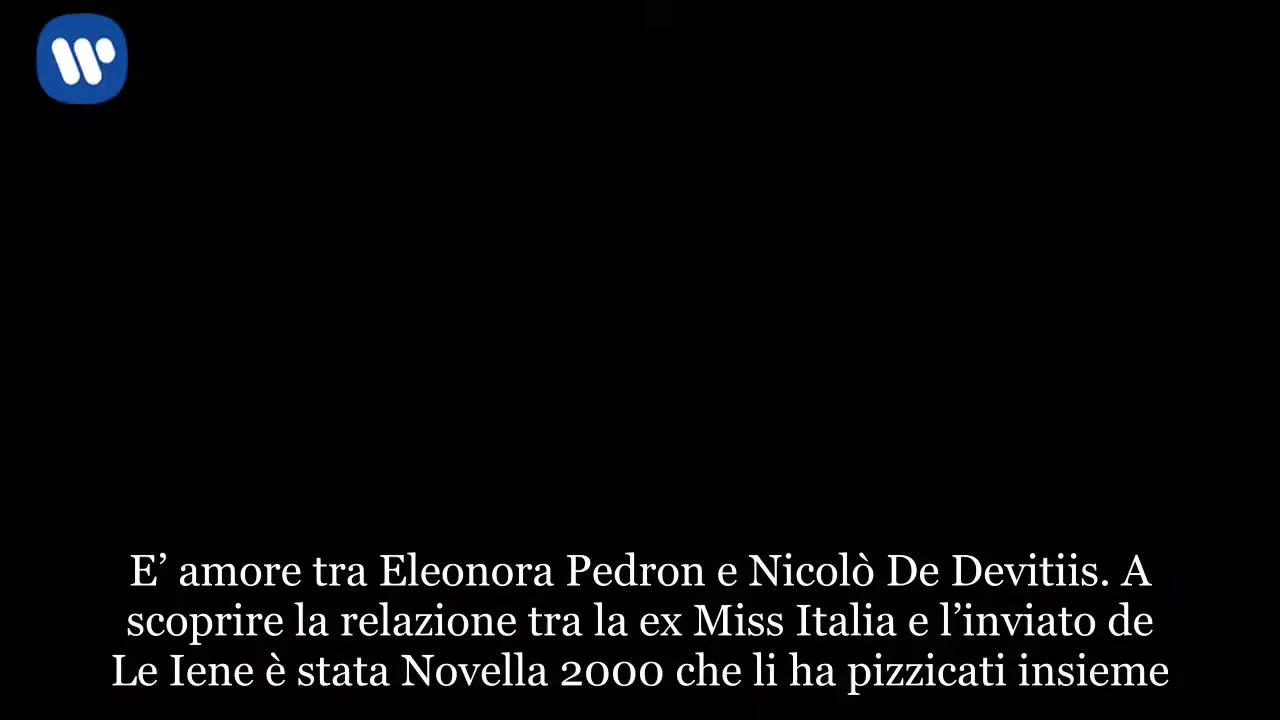 E’ amore tra Eleonora Pedron e Nicolò De Devitiis. A
scoprire la relazione tra la ex Miss Italia e l’inviato de
Le Iene è stata Novella 2000 che li ha pizzicati insieme